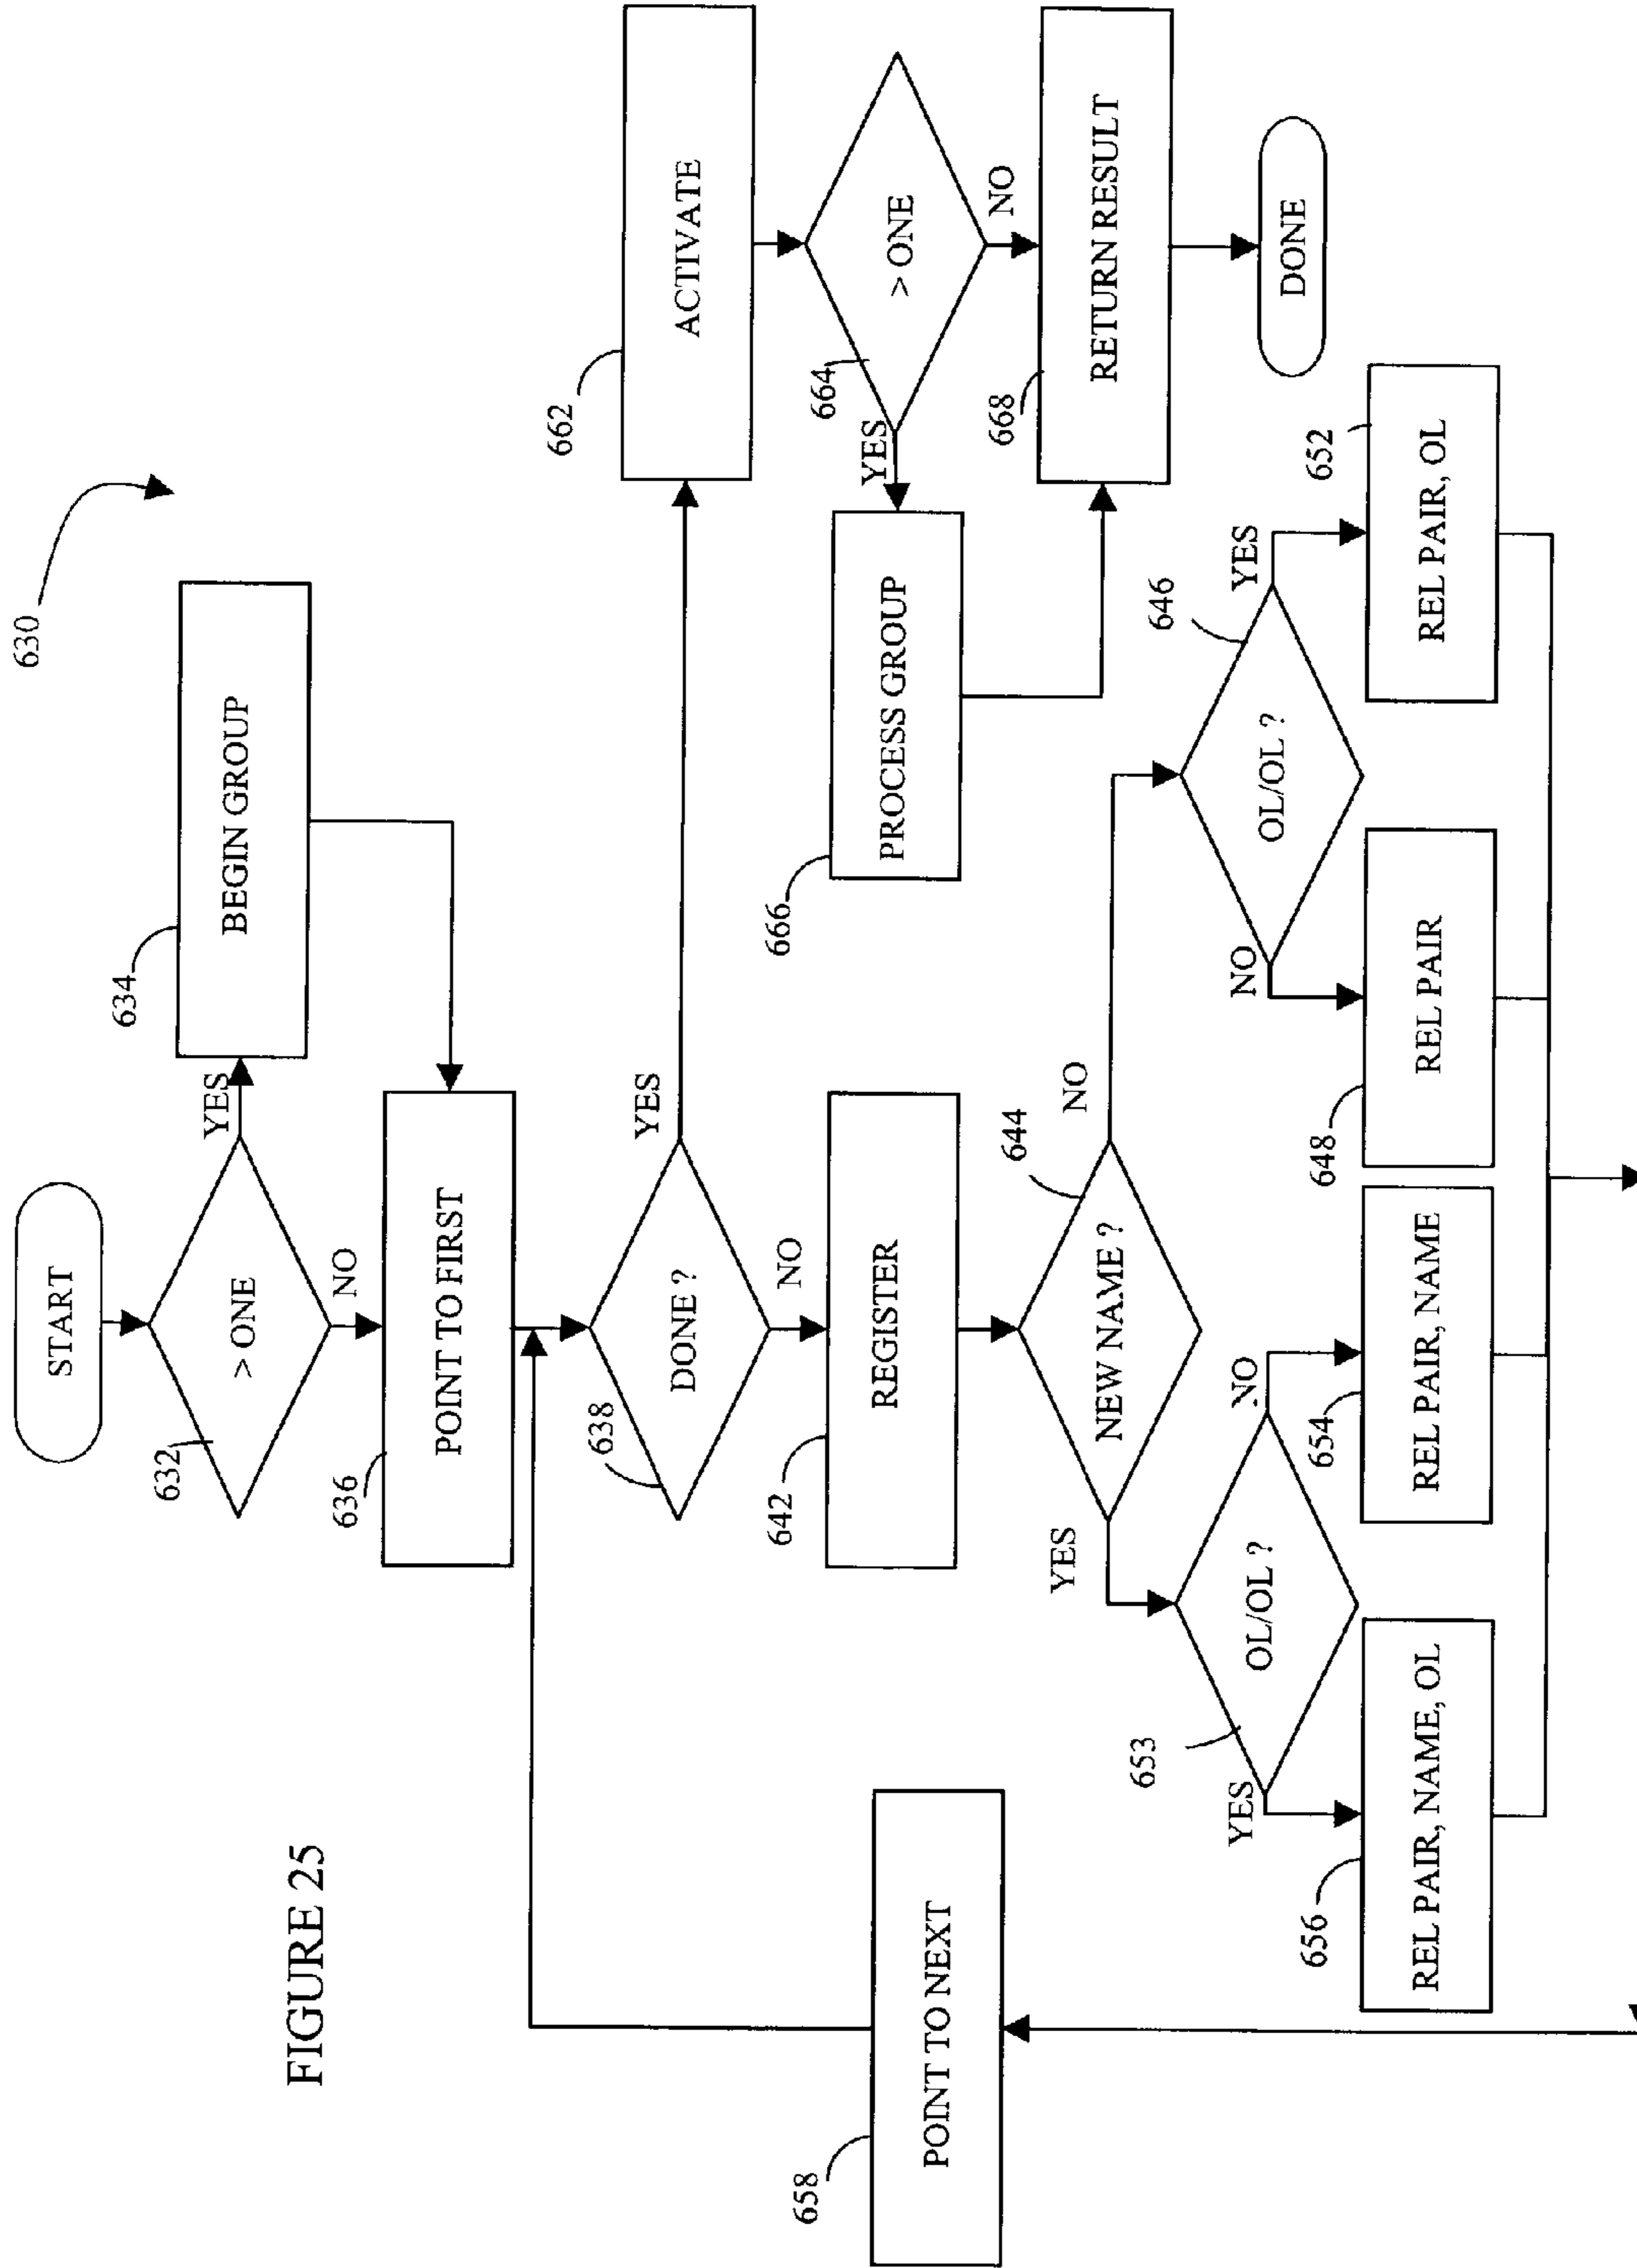 FIGURE 25
630
START
> ONE
632
YES
NO
BEGIN GROUP
634
POINT TO FIRST
636
DONE ?
638
YES
NO
REGISTER
642
NEW NAME ?
644
YES
NO
OL/OL ?
653
YES
NO
OL/OL ?
646
NO
YES
REL PAIR, NAME, OL
656
REL PAIR, NAME
654
REL PAIR
648
REL PAIR, OL
652
POINT TO NEXT
658
ACTIVATE
662
> ONE
664
YES
NO
PROCESS GROUP
666
RETURN RESULT
668
DONE